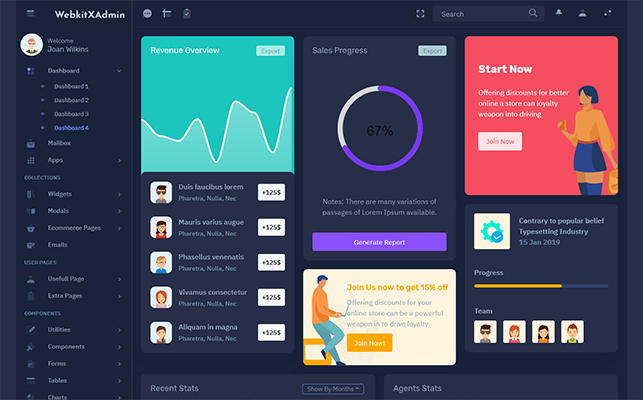 WebkitXAdmin
Search
Welcome
Joan Wilkins
Dashboard
Dashboard 1
Dashboard 2
Dashboard 3
Dashboard 4
Mailbox
Apps
COLLECTIONS
Widgets
Modals
Ecommerce Pages
Emails
USER PAGES
Usefull Page
Extra Pages
COMPONENTS
Utilities
Components
Forms
Tables
Charts
Revenue Overview
Export
Duis faucibus lorem
Pharetra, Nulla, Nec
+125$
Mauris varius augue
Pharetra, Nulla, Nec
+125$
Phasellus venenatis
Pharetra, Nulla, Nec
+125$
Vivamus consectetur
Pharetra, Nulla, Nec
+125$
Aliquam in magna
Pharetra, Nulla, Nec
+125$
Sales Progress
Export
67%
Notes: There are many variations of
passages of Lorem Ipsum available.
Generate Report
Join Us now to get 15% off
Offering discounts for your
online store can be a powerful
weapon in to drive loyalty
Join Now!
Start Now
Offering discounts for better
online a store can loyalty
weapon into driving
Join Now
Contrary to popular belief
Typesetting Industry
15 Jan 2019
Progress
Team
Recent Stats
Show By Months
Agents Stats